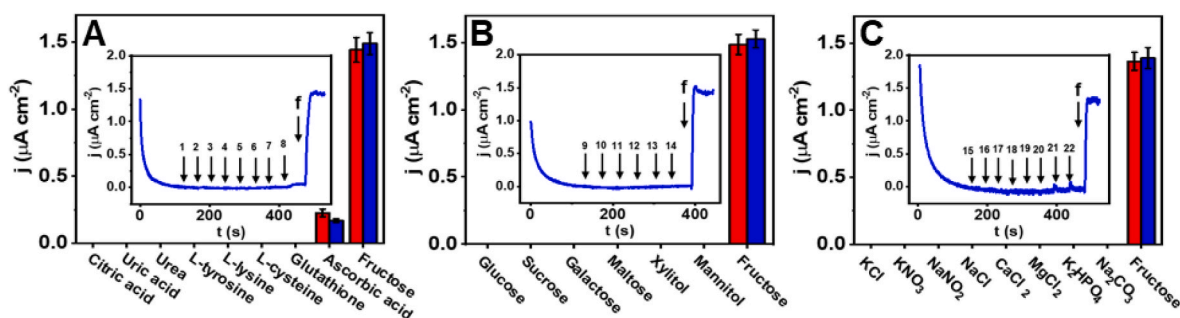 A
j (μA cm⁻²)
1.5
1.0
0.5
0.0
j (μA cm⁻²)
2.0
1.5
1.0
0.5
0.0
1 2 3 4 5 6 7 8
f
0 200 400
t (s)
Citric acid
Uric acid
Urea
L-tyrosine
L-lysine
L-cysteine
Glutathione
Ascorbic acid
Fructose
B
j (μA cm⁻²)
1.5
1.0
0.5
0.0
j (μA cm⁻²)
2.0
1.5
1.0
0.5
0.0
9 10 11 12 13 14
f
0 200 400
t (s)
Glucose
Sucrose
Galactose
Maltose
Xylitol
Mannitol
Fructose
C
j (μA cm⁻²)
1.5
1.0
0.5
0.0
j (μA cm⁻²)
2.0
1.5
1.0
0.5
0.0
15 16 17 18 19 20 21 22
f
0 200 400
t (s)
KCl
KNO₃
NaNO₂
NaCl
CaCl₂
MgCl₂
K₂HPO₄
Na₂CO₃
Fructose